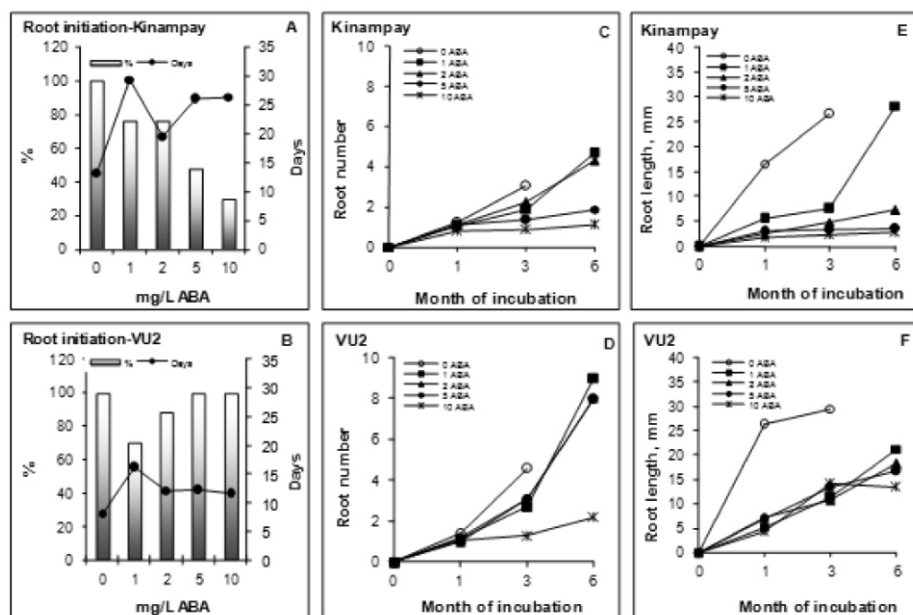 Root initiation-Kinampay A
% Days
120
100
80
60
40
20
0
%
35
30
25
20
15
10
5
0
Days
0 1 2 5 10
mg/L ABA
Kinampay C
0 ABA
1 ABA
2 ABA
5 ABA
10 ABA
10
8
6
4
2
0
Root number
0 1 3 6
Month of incubation
Kinampay E
0 ABA
1 ABA
2 ABA
5 ABA
10 ABA
40
35
30
25
20
15
10
5
0
Root length, mm
0 1 3 6
Month of incubation
Root initiation-VU2 B
% Days
120
100
80
60
40
20
0
%
35
30
25
20
15
10
5
0
Days
0 1 2 5 10
mg/L ABA
VU2 D
0 ABA
1 ABA
2 ABA
5 ABA
10 ABA
10
8
6
4
2
0
Root number
0 1 3 6
Month of incubation
VU2 F
0 ABA
1 ABA
2 ABA
5 ABA
10 ABA
40
35
30
25
20
15
10
5
0
Root length, mm
0 1 3 6
Month of incubation